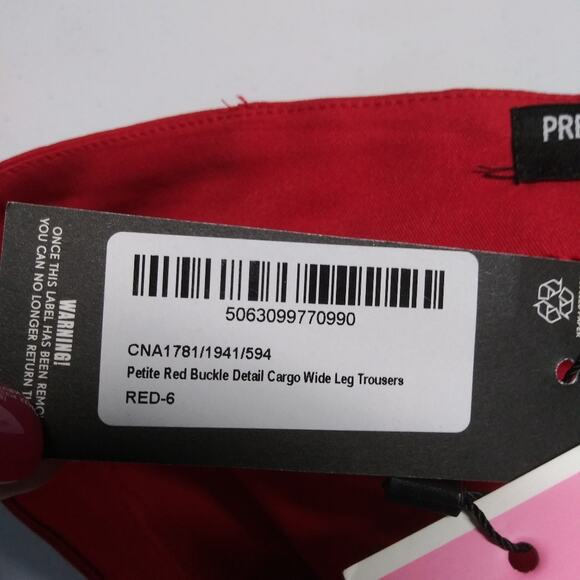 PRE
WARNING!
ONCE THIS LABEL HAS BEEN REMO
YOU CAN NO LONGER RETURN TH
5063099770990
CNA1781/1941/594
Petite Red Buckle Detail Cargo Wide Leg Trousers
RED-6